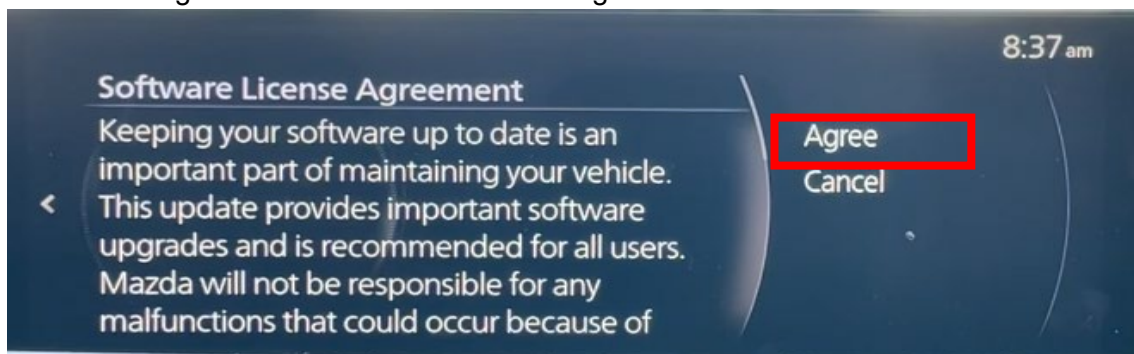 8:37 am
Software License Agreement
Keeping your software up to date is an
important part of maintaining your vehicle.
This update provides important software
upgrades and is recommended for all users.
Mazda will not be responsible for any
malfunctions that could occur because of
Agree
Cancel